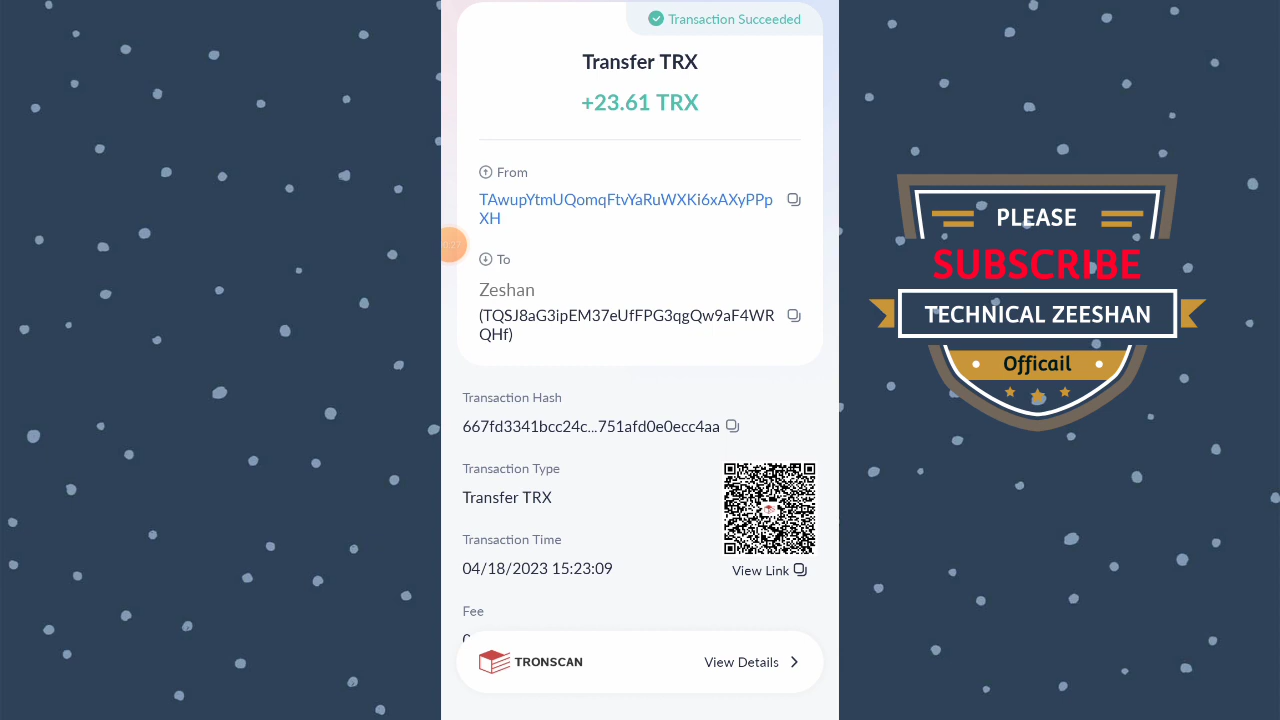 Transaction Succeeded
Transfer TRX
+23.61 TRX
From
TAwupYtmUQomqFtvYaRuWXKi6xAXyPPp
XH
To
Zeshan
(TQSJ8aG3ipEM37eUfFPG3qgQw9aF4WR
QHf)
Transaction Hash
667fd3341bcc24c...751afd0e0ecc4aa
Transaction Type
Transfer TRX
View Link
Transaction Time
04/18/2023 15:23:09
Fee
TRONSCAN
View Details
PLEASE
SUBSCRIBE
TECHNICAL ZEESHAN
Officail